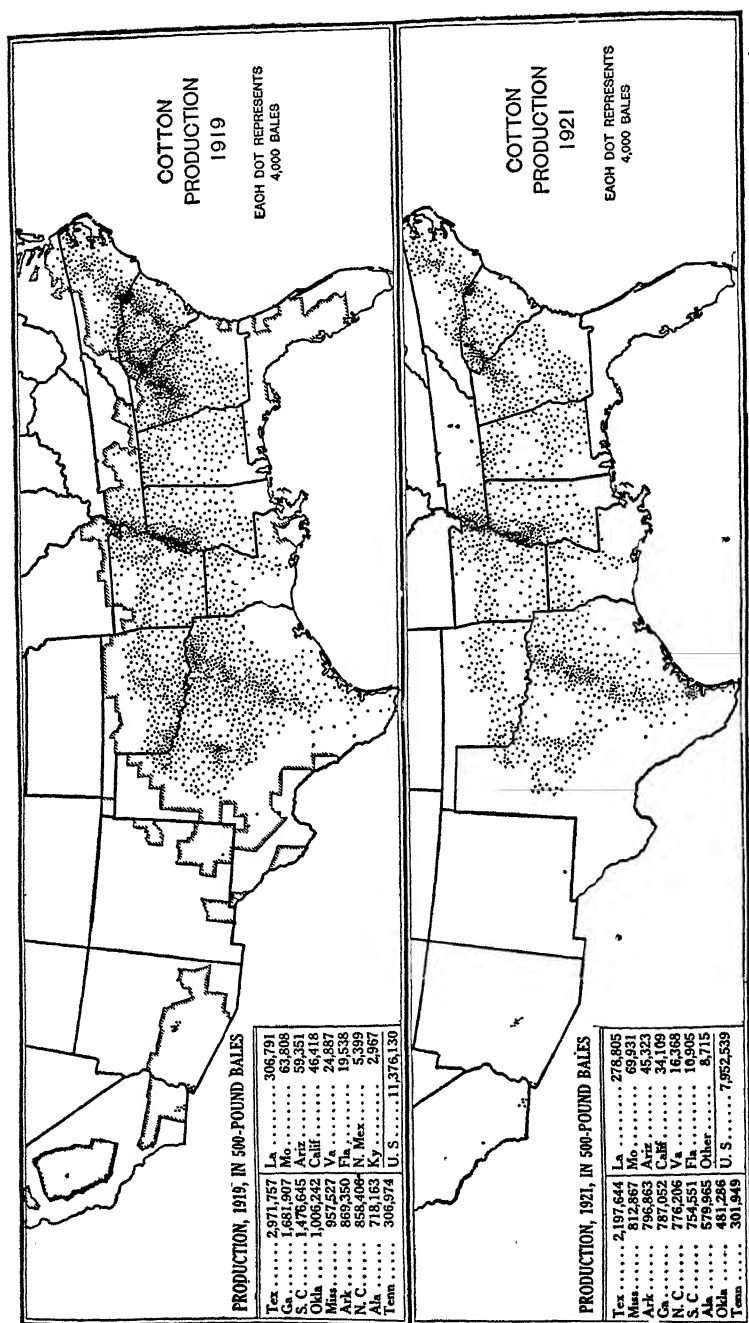 COTTON
PRODUCTION
1919
EACH DOT REPRESENTS
4,000 BALES
PRODUCTION, 1919, IN 500-POUND BALES
Tex ..... 2,971,757 La ........ 306,791
Ga ...... 1,681,907 Mo ........ 63,808
S. C. .... 1,476,645 Ariz ....... 59,351
Okla .... 1,006,242 Calif ...... 46,418
Miss ...... 957,527 Va ........ 24,887
Ark ....... 869,350 Fla ........ 19,538
N. C. ..... 858,406 N. Mex ..... 5,399
Ala ....... 718,163 Ky ......... 2,967
Tenn ...... 306,974 U. S. .... 11,376,130
COTTON
PRODUCTION
1921
EACH DOT REPRESENTS
4,000 BALES
PRODUCTION, 1921, IN 500-POUND BALES
Tex ..... 2,197,644 La ........ 278,805
Miss ...... 812,867 Mo ........ 69,931
Ark ....... 796,863 Ariz ....... 45,323
Ga ........ 787,052 Calif ...... 34,109
N. C. ..... 776,206 Va ........ 16,368
S. C. ..... 754,551 Fla ........ 10,905
Ala ....... 579,965 Other ...... 8,715
Okla ...... 481,286 U. S. .... 7,952,539
Tenn ...... 301,949